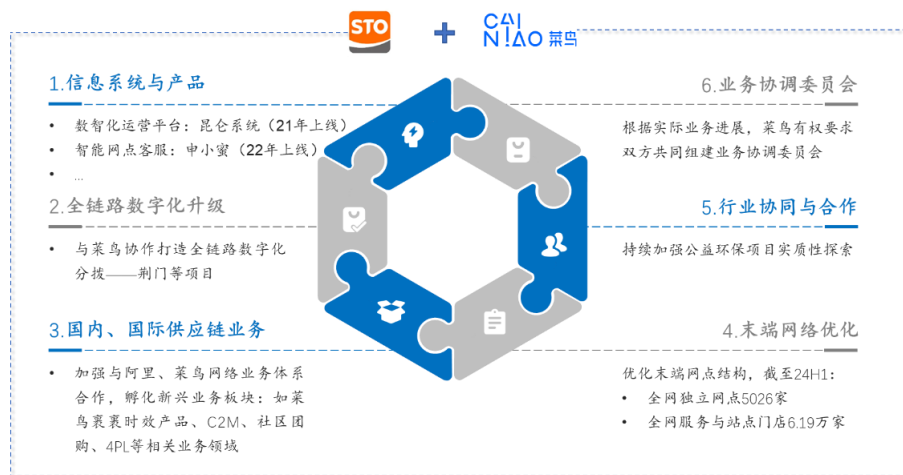 STO
CAI
NIAO 菜鸟
1.信息系统与产品
• 数智化运营平台：昆仑系统（21年上线）
• 智能网点客服：申小蜜（22年上线）
• ...
2.全链路数字化升级
• 与菜鸟协作打造全链路数字化
分拨——荆门等项目
3.国内、国际供应链业务
• 加强与阿里、菜鸟网络业务体系
合作，孵化新兴业务板块：如菜
鸟裹裹时效产品、C2M、社区团
购、4PL等相关业务领域
6.业务协调委员会
根据实际业务进展，菜鸟有权要求
双方共同组建业务协调委员会
5.行业协同与合作
持续加强公益环保项目实质性探索
4.末端网络优化
优化末端网点结构，截至24H1：
• 全网独立网点5026家
• 全网服务与站点门店6.19万家